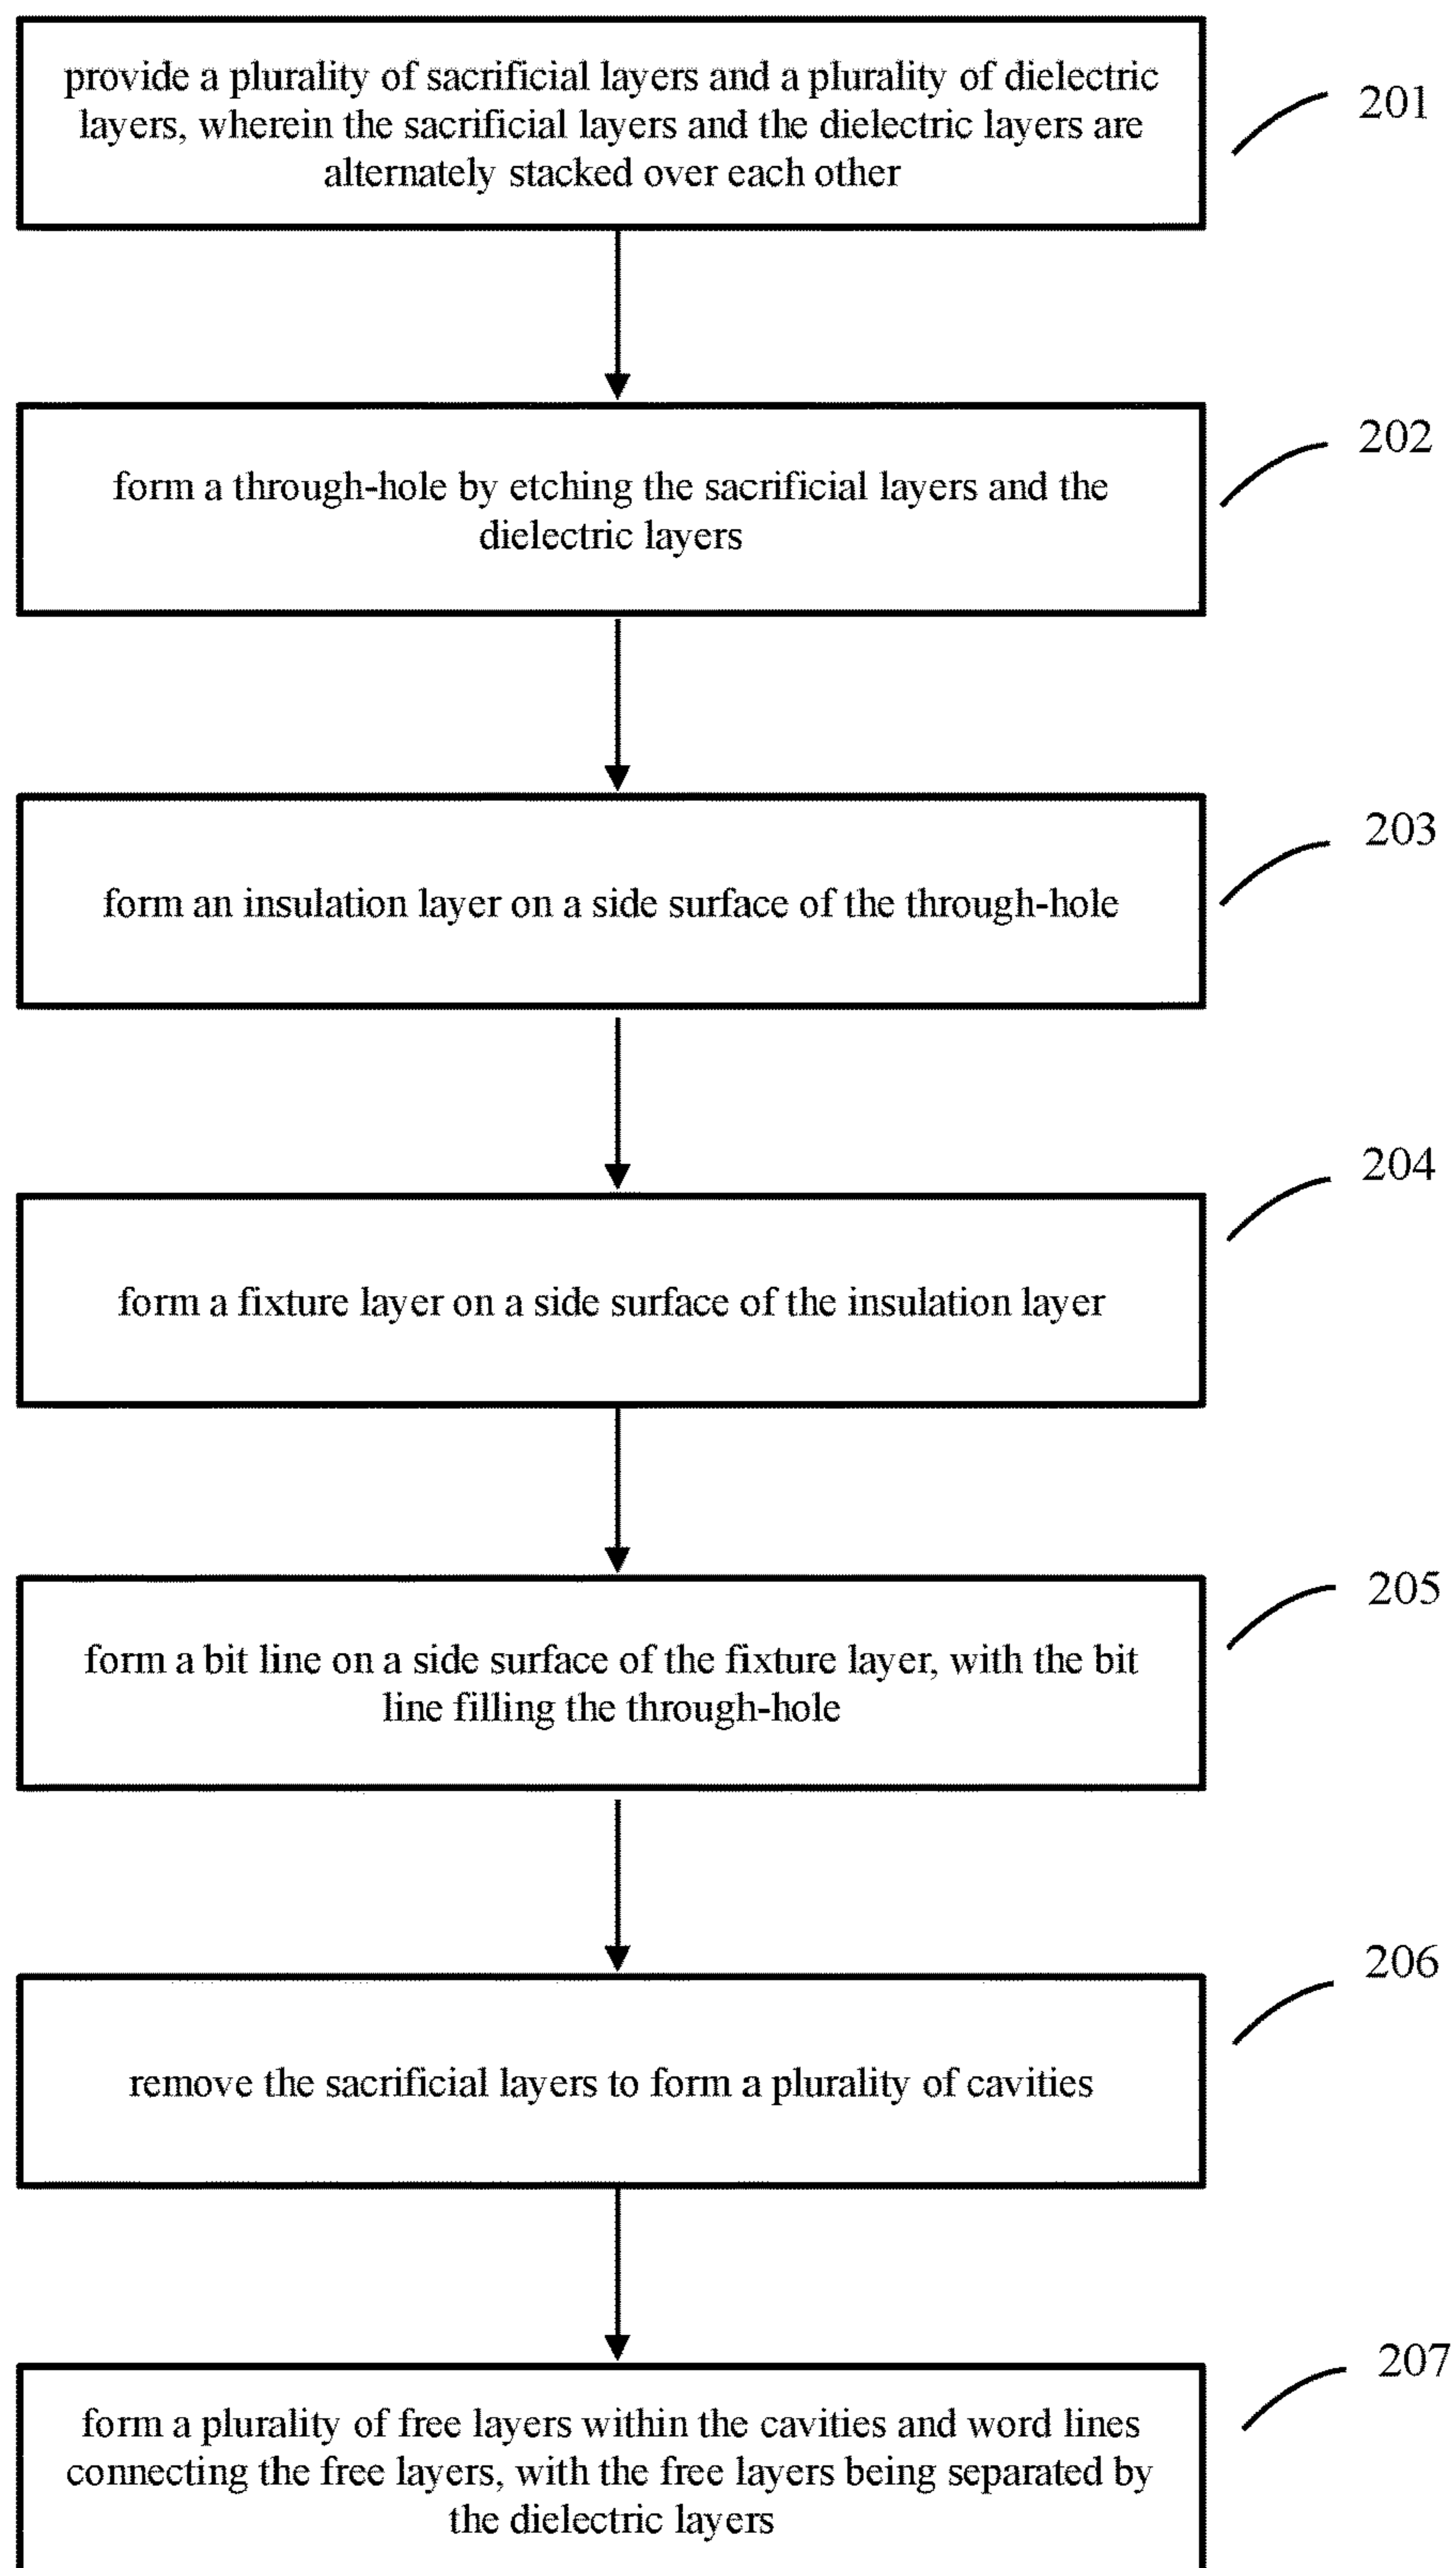 provide a plurality of sacrificial layers and a plurality of dielectric
layers, wherein the sacrificial layers and the dielectric layers are
alternately stacked over each other
201
form a through-hole by etching the sacrificial layers and the
dielectric layers
202
form an insulation layer on a side surface of the through-hole
203
form a fixture layer on a side surface of the insulation layer
204
form a bit line on a side surface of the fixture layer, with the bit
line filling the through-hole
205
remove the sacrificial layers to form a plurality of cavities
206
form a plurality of free layers within the cavities and word lines
connecting the free layers, with the free layers being separated by
the dielectric layers
207